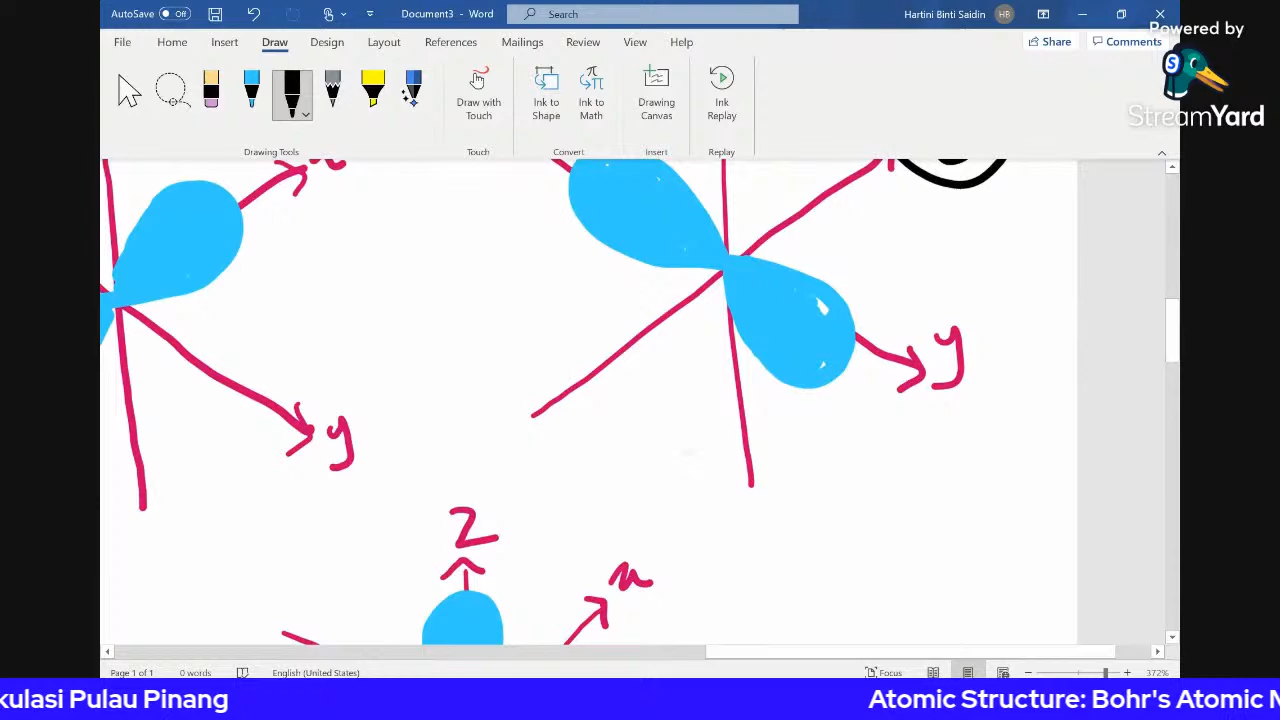 AutoSave Off Document3 - Word Search Hartini Binti Saidin HB
Powered by
StreamYard
File Home Insert Draw Design Layout References Mailings Review View Help Share Comments
Draw with Touch
Ink to Shape
Ink to Math
Drawing Canvas
Ink Replay
Drawing Tools Touch Convert Insert Replay
y
y
z
x
Page 1 of 1 0 words English (United States) Focus 372%
kulasi Pulau Pinang Atomic Structure: Bohr's Atomic M